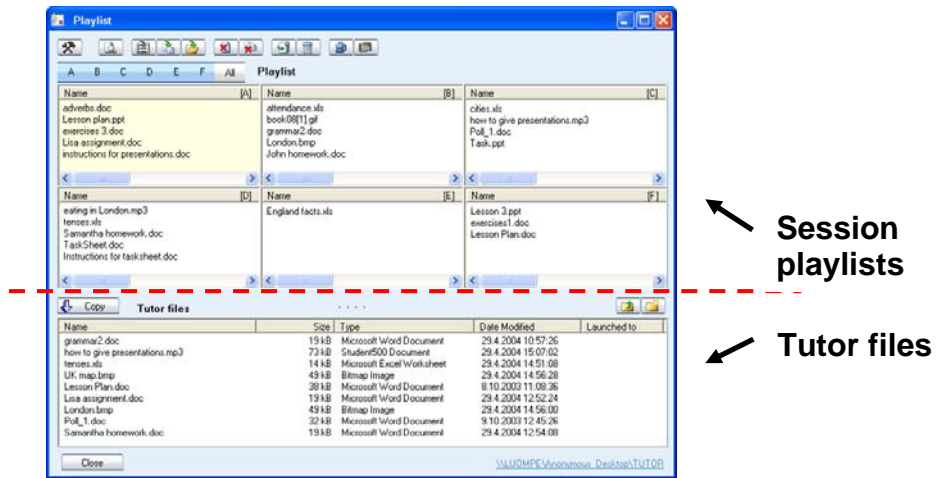 Playlist
A B C D E F All Playlist
Name [A] Name [B] Name [C]
adverbs.doc attendance.xls cities.xls
Lesson plan.ppt book08[1].gif how to give presentations.mp3
exercises 3.doc grammar2.doc Poll_1.doc
Lisa assignment.doc London.bmp Task.ppt
instructions for presentations.doc John homework.doc
Name [D] Name [E] Name [F]
eating in London.mp3 England facts.xls Lesson 3.ppt
tenses.xls exercises1.doc
Samantha homework.doc Lesson Plan.doc
TaskSheet.doc
Instructions for tasksheet.doc
Session
playlists
Copy Tutor files
Name Size Type Date Modified Launched to
grammar2.doc 19 kB Microsoft Word Document 29.4.2004 10:57:26
how to give presentations.mp3 73 kB Student500 Document 29.4.2004 15:07:02
tenses.xls 14 kB Microsoft Excel Worksheet 29.4.2004 14:51:08
UK map.bmp 49 kB Bitmap Image 29.4.2004 14:56:28
Lesson Plan.doc 38 kB Microsoft Word Document 8.10.2003 11:08:36
Lisa assignment.doc 19 kB Microsoft Word Document 29.4.2004 12:52:24
London.bmp 49 kB Bitmap Image 29.4.2004 14:56:00
Poll_1.doc 32 kB Microsoft Word Document 9.10.2003 12:45:26
Samantha homework.doc 19 kB Microsoft Word Document 29.4.2004 12:54:08
Tutor files
Close \\LUOMPE\Anonymous Desktop\TUTOR